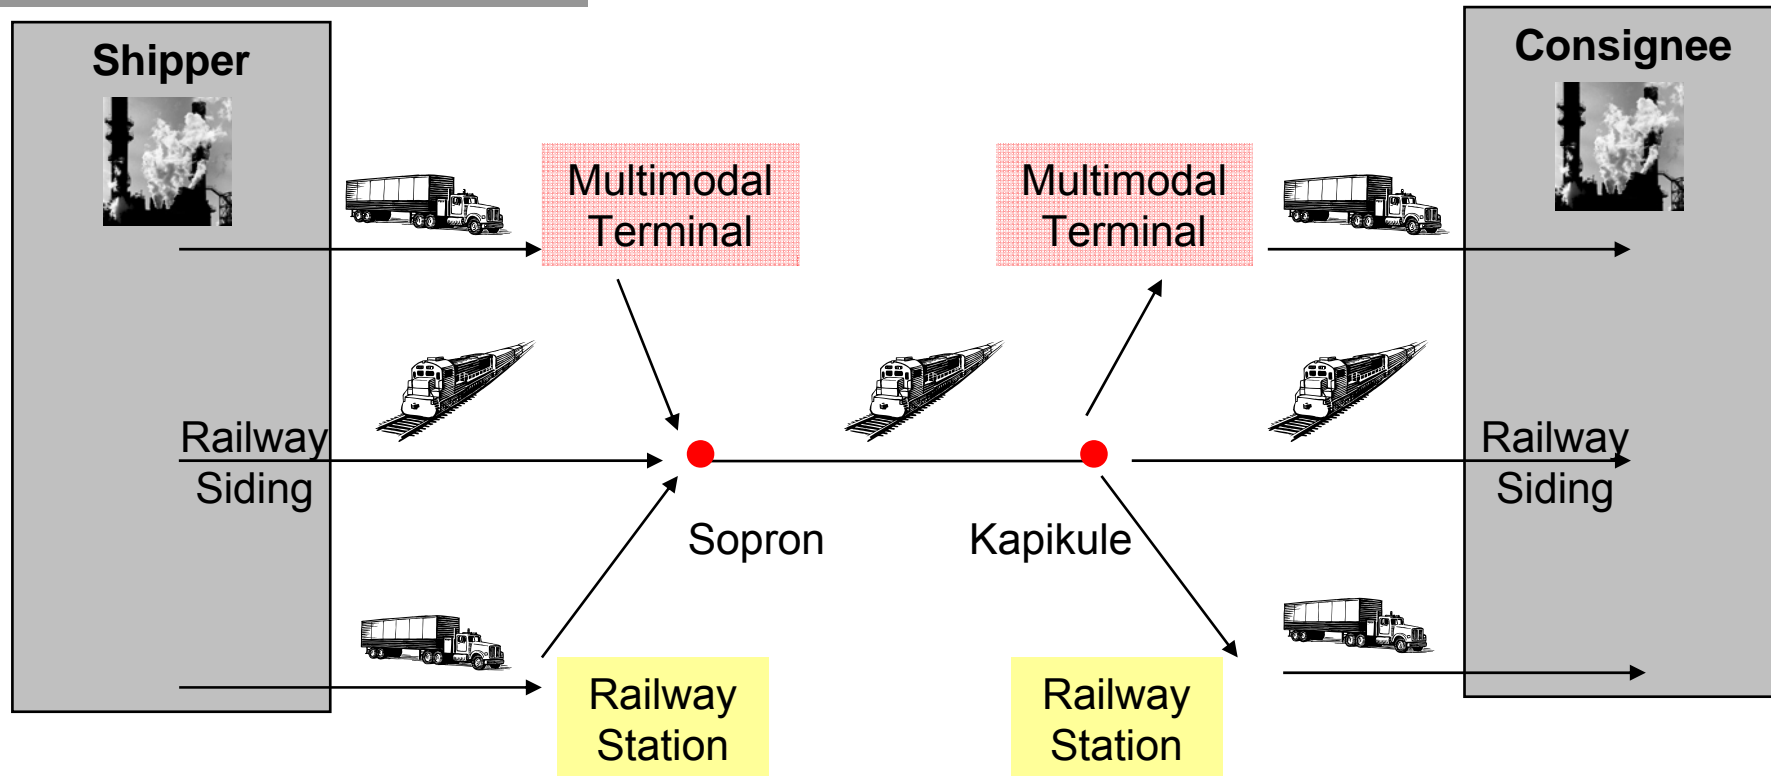 Shipper
Consignee
Multimodal
Terminal
Multimodal
Terminal
Railway
Siding
Railway
Siding
Sopron
Kapikule
Railway
Station
Railway
Station